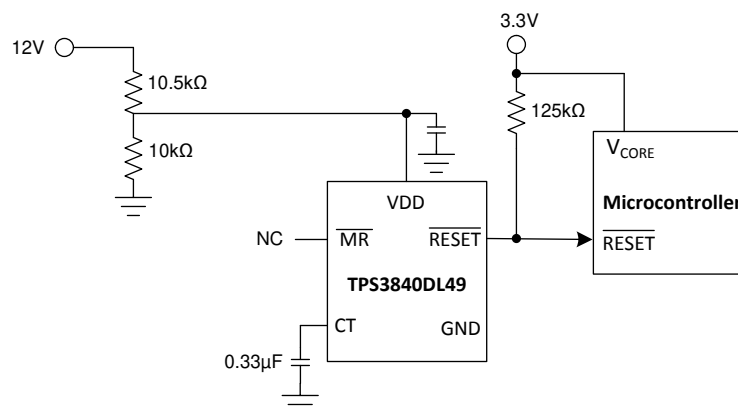 3.3V
12V
10.5kΩ
125kΩ
10kΩ
VCORE
VDD
Microcontroller
NC
MR
RESET
RESET
TPS3840DL49
CT
GND
0.33µF